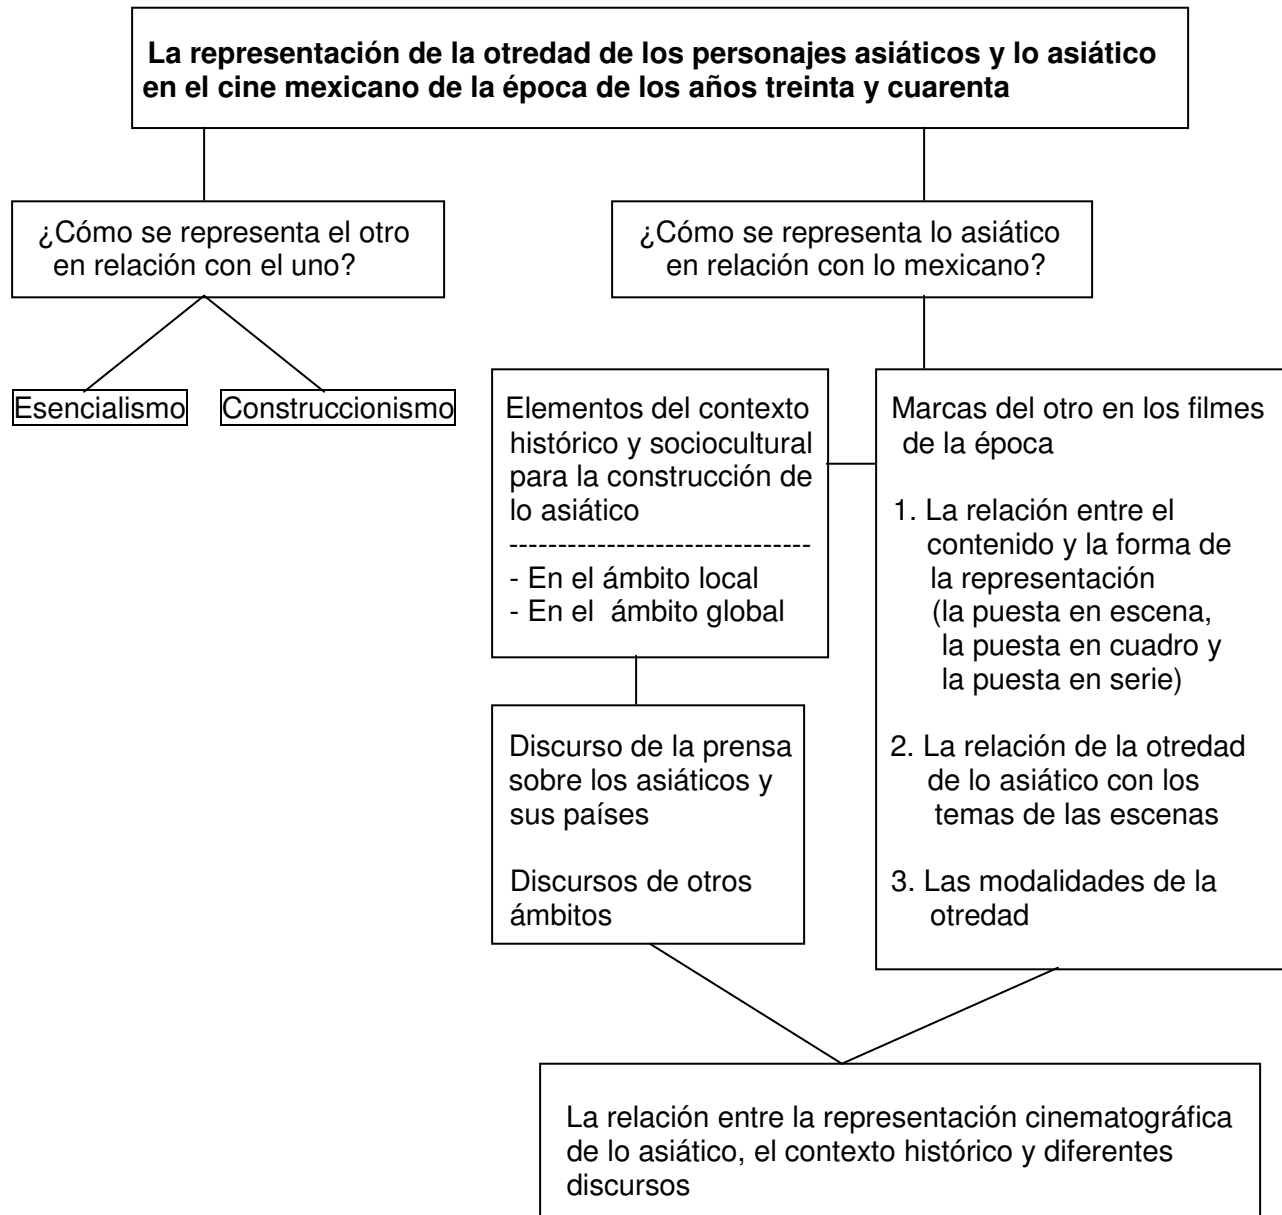 La representación de la otredad de los personajes asiáticos y lo asiático
en el cine mexicano de la época de los años treinta y cuarenta
¿Cómo se representa el otro
en relación con el uno?
¿Cómo se representa lo asiático
en relación con lo mexicano?
Esencialismo
Construccionismo
Elementos del contexto
histórico y sociocultural
para la construcción de
lo asiático
-------------------------------
- En el ámbito local
- En el ámbito global
Marcas del otro en los filmes
de la época
1. La relación entre el
contenido y la forma de
la representación
(la puesta en escena,
la puesta en cuadro y
la puesta en serie)
2. La relación de la otredad
de lo asiático con los
temas de las escenas
3. Las modalidades de la
otredad
Discurso de la prensa
sobre los asiáticos y
sus países
Discursos de otros
ámbitos
La relación entre la representación cinematográfica
de lo asiático, el contexto histórico y diferentes
discursos